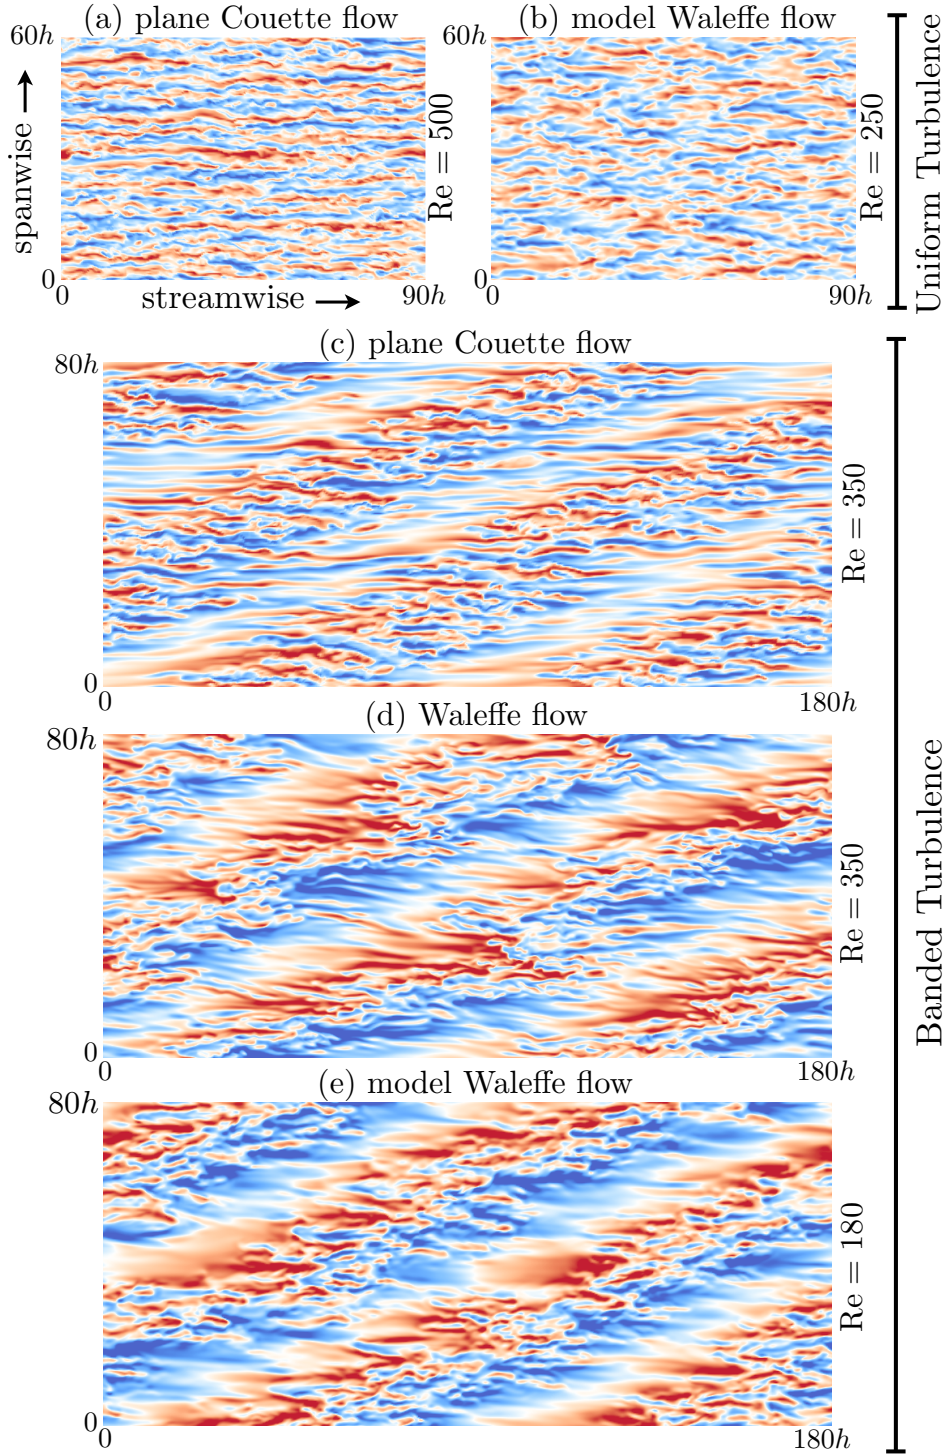 (a) plane Couette flow
(b) model Waleffe flow
60h
60h
spanwise
Re = 500
Re = 250
Uniform Turbulence
0
0
0
streamwise
90h
0
90h
(c) plane Couette flow
80h
Re = 350
0
0
180h
(d) Waleffe flow
80h
Re = 350
Banded Turbulence
0
0
180h
(e) model Waleffe flow
80h
Re = 180
0
0
180h